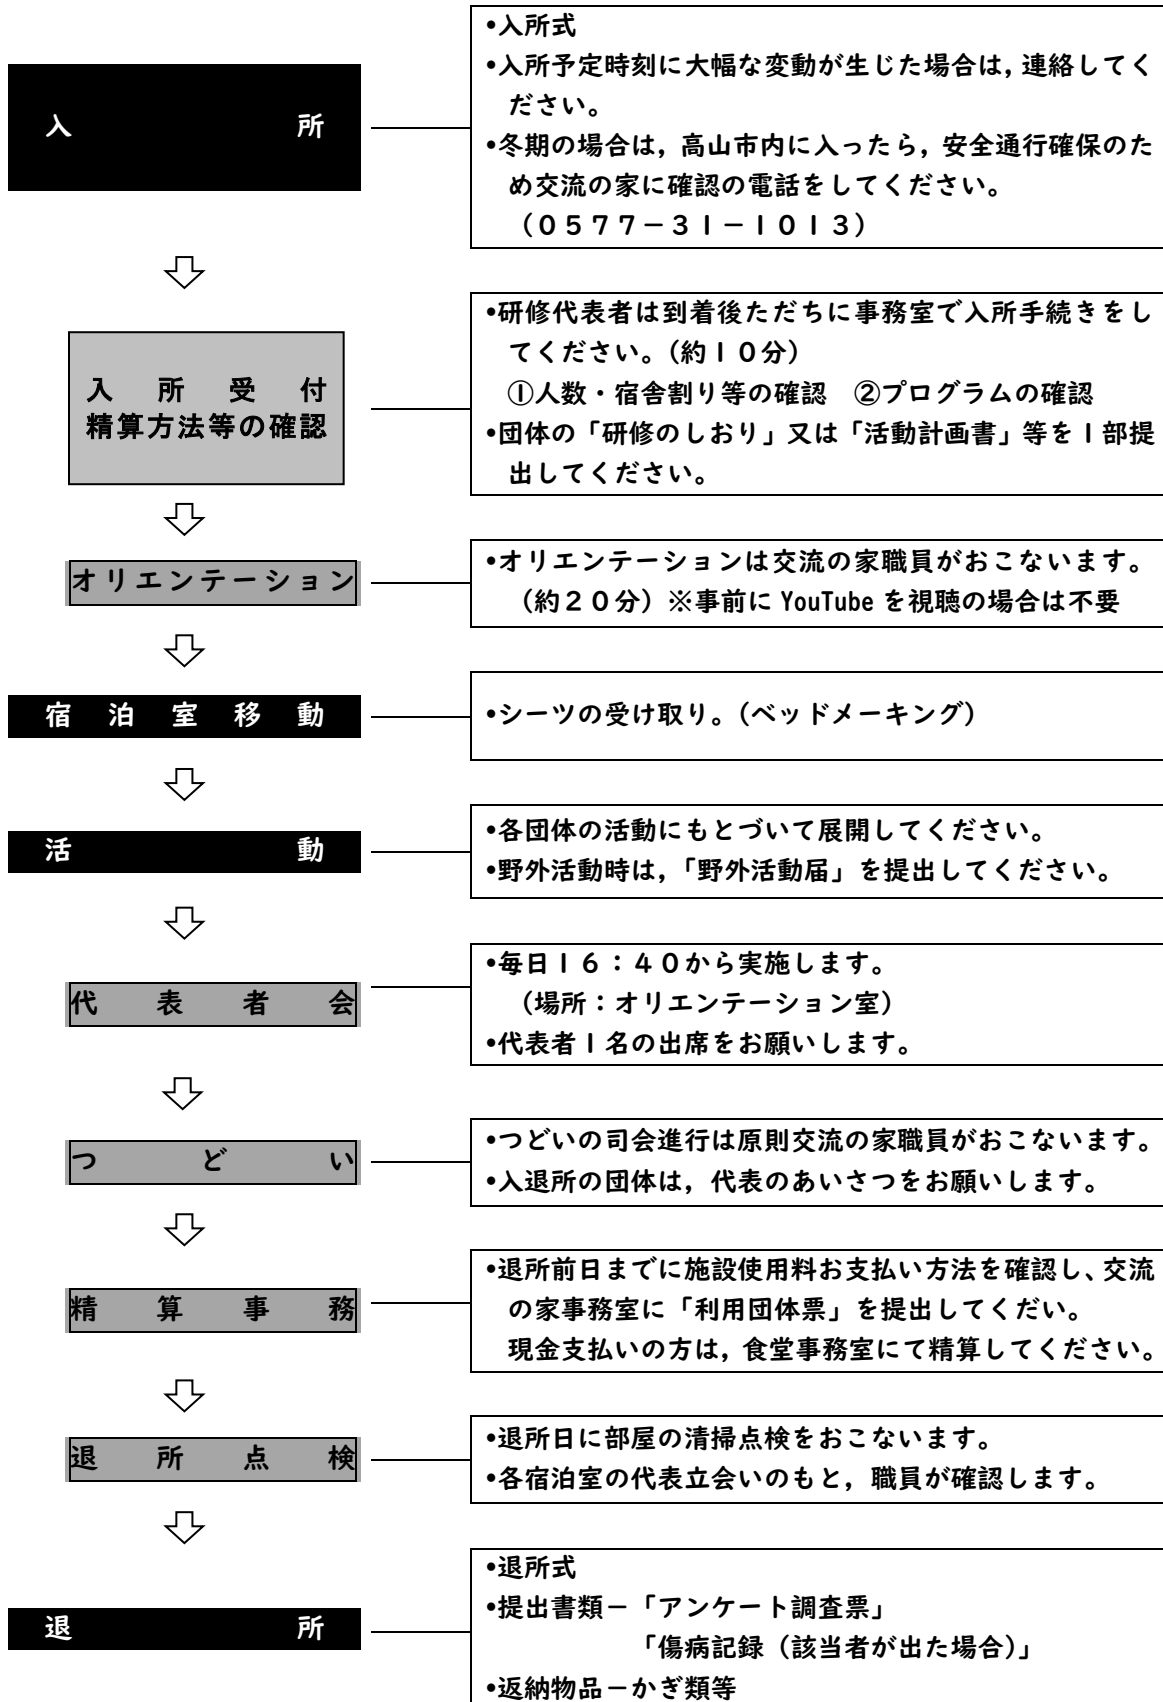 入所
•入所式
•入所予定時刻に大幅な変動が生じた場合は，連絡してく
ださい。
•冬期の場合は，高山市内に入ったら，安全通行確保のた
め交流の家に確認の電話をしてください。
（０５７７－３１－１０１３）
入所受付
精算方法等の確認
•研修代表者は到着後ただちに事務室で入所手続きをし
てください。（約１０分）
①人数・宿舎割り等の確認　②プログラムの確認
•団体の「研修のしおり」又は「活動計画書」等を１部提
出してください。
オリエンテーション
•オリエンテーションは交流の家職員がおこないます。
（約２０分）※事前に YouTube を視聴の場合は不要
宿泊室移動
•シーツの受け取り。（ベッドメーキング）
活動
•各団体の活動にもとづいて展開してください。
•野外活動時は，「野外活動届」を提出してください。
代表者会
•毎日１６：４０から実施します。
（場所：オリエンテーション室）
•代表者１名の出席をお願いします。
つどい
•つどいの司会進行は原則交流の家職員がおこないます。
•入退所の団体は，代表のあいさつをお願いします。
精算事務
•退所前日までに施設使用料お支払い方法を確認し、交流
の家事務室に「利用団体票」を提出してくだい。
現金支払いの方は，食堂事務室にて精算してください。
退所点検
•退所日に部屋の清掃点検をおこないます。
•各宿泊室の代表立会いのもと，職員が確認します。
退所
•退所式
•提出書類－「アンケート調査票」
「傷病記録（該当者が出た場合）」
•返納物品－かぎ類等